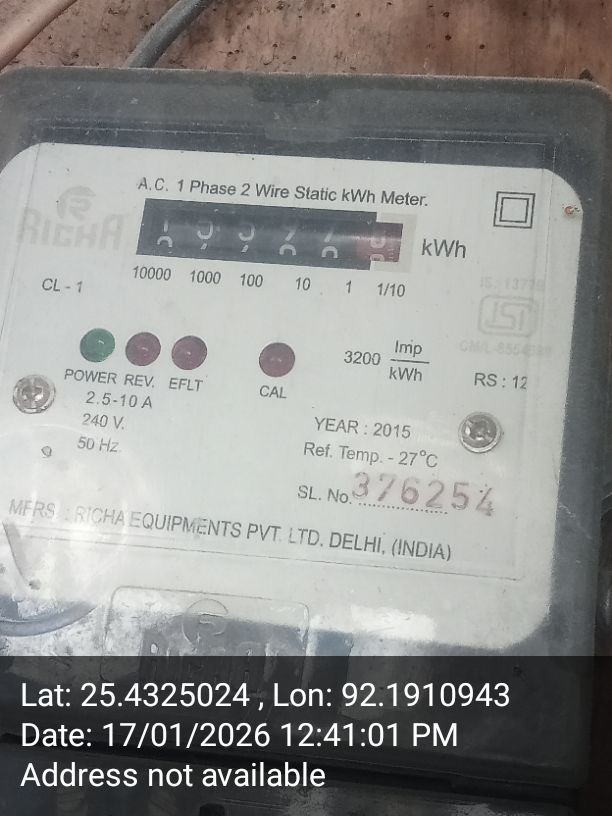 A.C. 1 Phase 2 Wire Static kWh Meter.
RICHA
kWh
10000 1000 100 10 1 1/10
CL - 1
IS : 13779
ISI
3200 Imp/kWh
POWER REV. EFLT
CAL
RS : 12
2.5-10 A
240 V.
50 Hz.
YEAR : 2015
Ref. Temp. - 27°C
SL. No. 376254
MFRS. : RICHA EQUIPMENTS PVT. LTD. DELHI, (INDIA)
RICHA
Lat: 25.4325024 , Lon: 92.1910943
Date: 17/01/2026 12:41:01 PM
Address not available